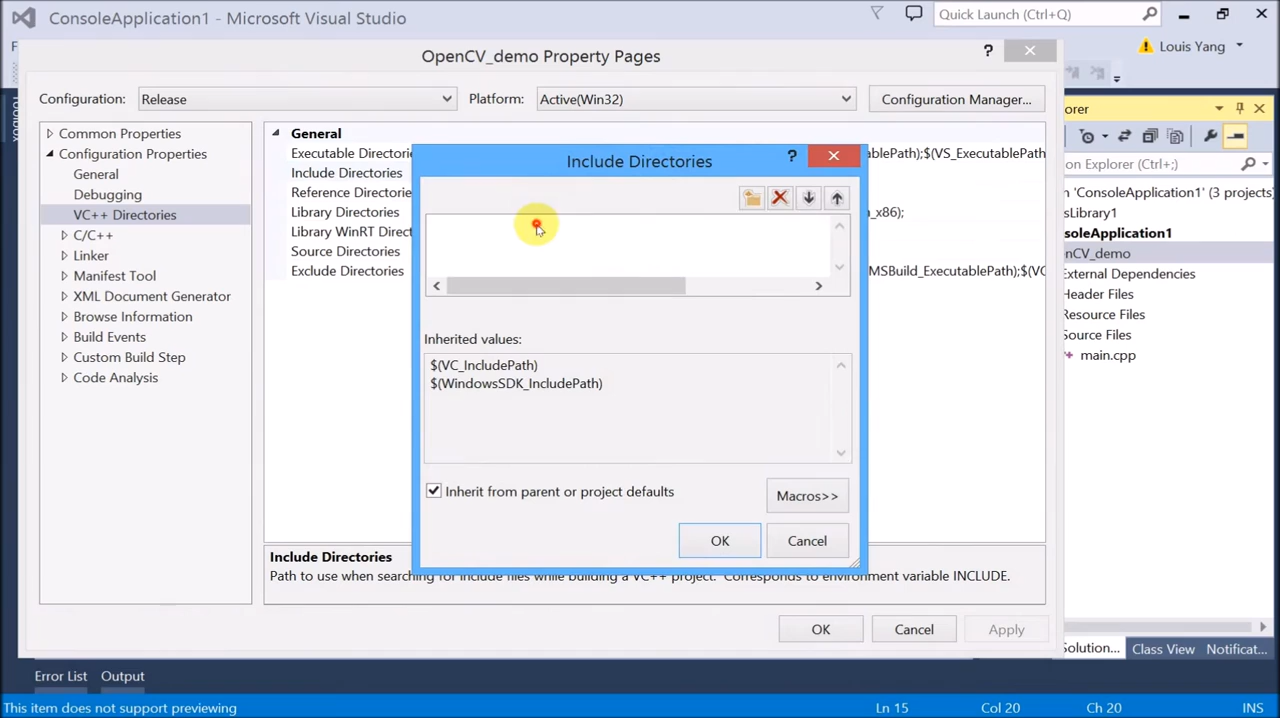 ConsoleApplication1 - Microsoft Visual Studio
Quick Launch (Ctrl+Q)
Louis Yang
OpenCV_demo Property Pages
?
Configuration:
Release
Platform:
Active(Win32)
Configuration Manager...
Common Properties
Configuration Properties
General
Debugging
VC++ Directories
C/C++
Linker
Manifest Tool
XML Document Generator
Browse Information
Build Events
Custom Build Step
Code Analysis
General
Executable Directorie
ablePath);$(VS_ExecutablePath
Include Directories
Reference Directorie
Library Directories
_x86);
Library WinRT Direct
Source Directories
Exclude Directories
MSBuild_ExecutablePath);$(VC
Include Directories
?
Inherited values:
$(VC_IncludePath)
$(WindowsSDK_IncludePath)
Inherit from parent or project defaults
Macros>>
OK
Cancel
Include Directories
Path to use when searching for include files while building a VC++ project. Corresponds to environment variable INCLUDE.
OK
Cancel
Apply
orer
on Explorer (Ctrl+;)
on 'ConsoleApplication1' (3 projects)
sLibrary1
onsoleApplication1
enCV_demo
External Dependencies
Header Files
Resource Files
Source Files
main.cpp
Solution...
Class View
Notificat...
Error List
Output
This item does not support previewing
Ln 15
Col 20
Ch 20
INS